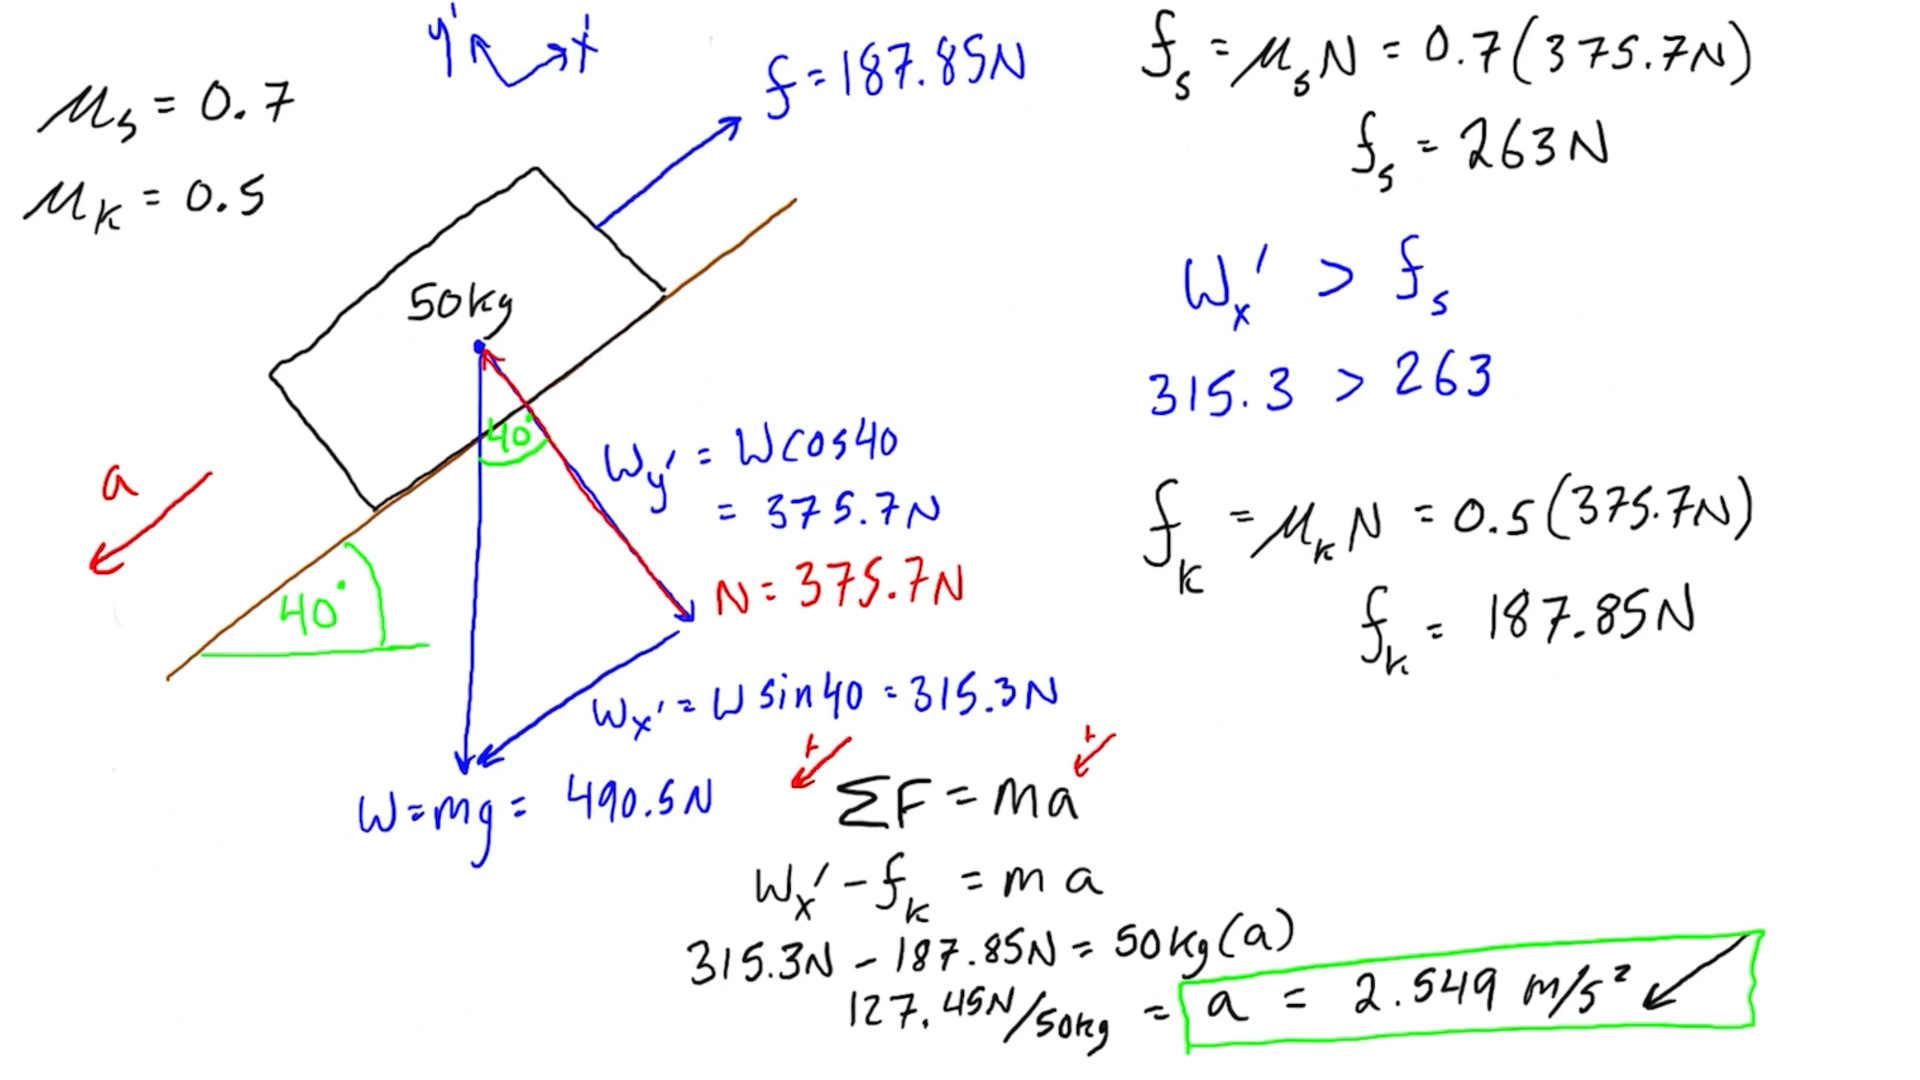 μs = 0.7
μK = 0.5
y' x'
f = 187.85N
50kg
a
40°
40°
Wy' = Wcos40
= 375.7N
N = 375.7N
Wx' = W sin40 = 315.3N
W = mg = 490.5N
fs = μsN = 0.7(375.7N)
fs = 263N
Wx' > fs
315.3 > 263
fk = μkN = 0.5(375.7N)
fk = 187.85N
+ +
ΣF = ma
Wx' - fk = ma
315.3N - 187.85N = 50kg(a)
127.45N/50kg = a = 2.549 m/s²